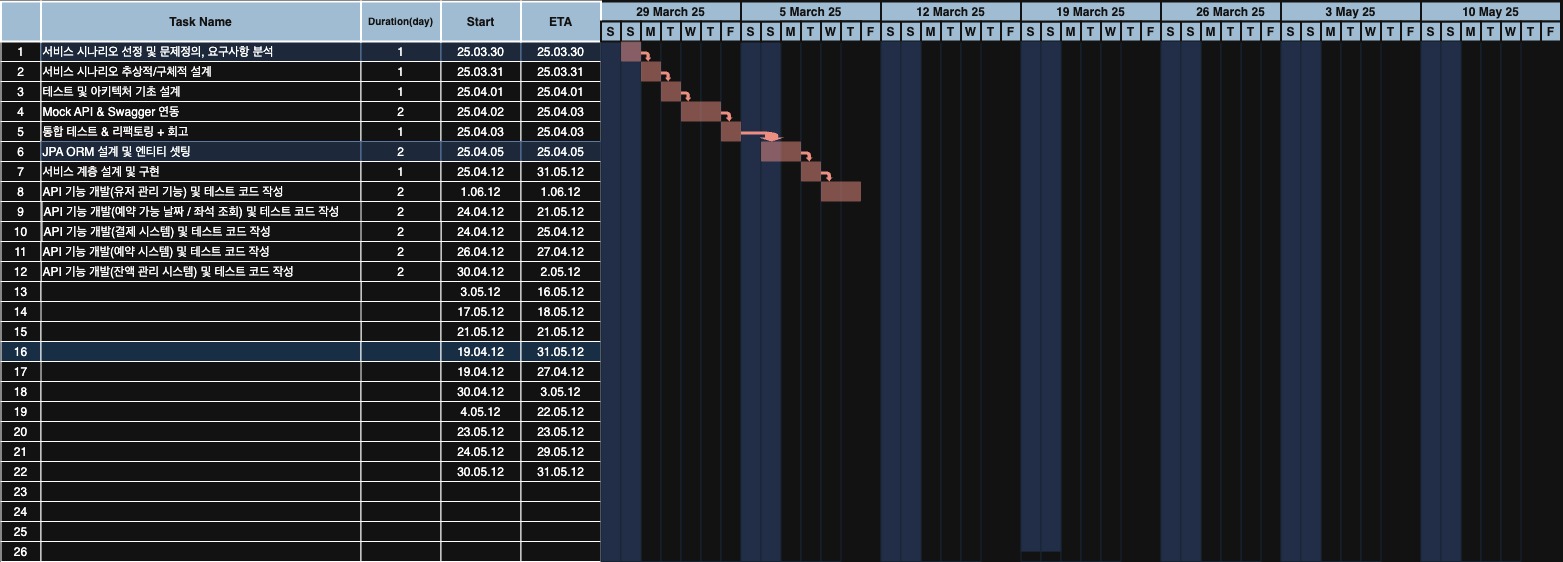 Task Name Duration(day) Start ETA 29 March 25 5 March 25 12 March 25 19 March 25 26 March 25 3 May 25 10 May 25
S S M T W T F S S M T W T F S S M T W T F S S M T W T F S S M T W T F S S M T W T F S S M T W T F
1 서비스 시나리오 선정 및 문제정의, 요구사항 분석 1 25.03.30 25.03.30
2 서비스 시나리오 추상적/구체적 설계 1 25.03.31 25.03.31
3 테스트 및 아키텍처 기초 설계 1 25.04.01 25.04.01
4 Mock API & Swagger 연동 2 25.04.02 25.04.03
5 통합 테스트 & 리팩토링 + 회고 1 25.04.03 25.04.03
6 JPA ORM 설계 및 엔티티 셋팅 2 25.04.05 25.04.05
7 서비스 계층 설계 및 구현 1 25.04.12 31.05.12
8 API 기능 개발(유저 관리 기능) 및 테스트 코드 작성 2 1.06.12 1.06.12
9 API 기능 개발(예약 가능 날짜 / 좌석 조회) 및 테스트 코드 작성 2 24.04.12 21.05.12
10 API 기능 개발(결제 시스템) 및 테스트 코드 작성 2 24.04.12 25.04.12
11 API 기능 개발(예약 시스템) 및 테스트 코드 작성 2 26.04.12 27.04.12
12 API 기능 개발(잔액 관리 시스템) 및 테스트 코드 작성 2 30.04.12 2.05.12
13 3.05.12 16.05.12
14 17.05.12 18.05.12
15 21.05.12 21.05.12
16 19.04.12 31.05.12
17 19.04.12 27.04.12
18 30.04.12 3.05.12
19 4.05.12 22.05.12
20 23.05.12 23.05.12
21 24.05.12 29.05.12
22 30.05.12 31.05.12
23
24
25
26